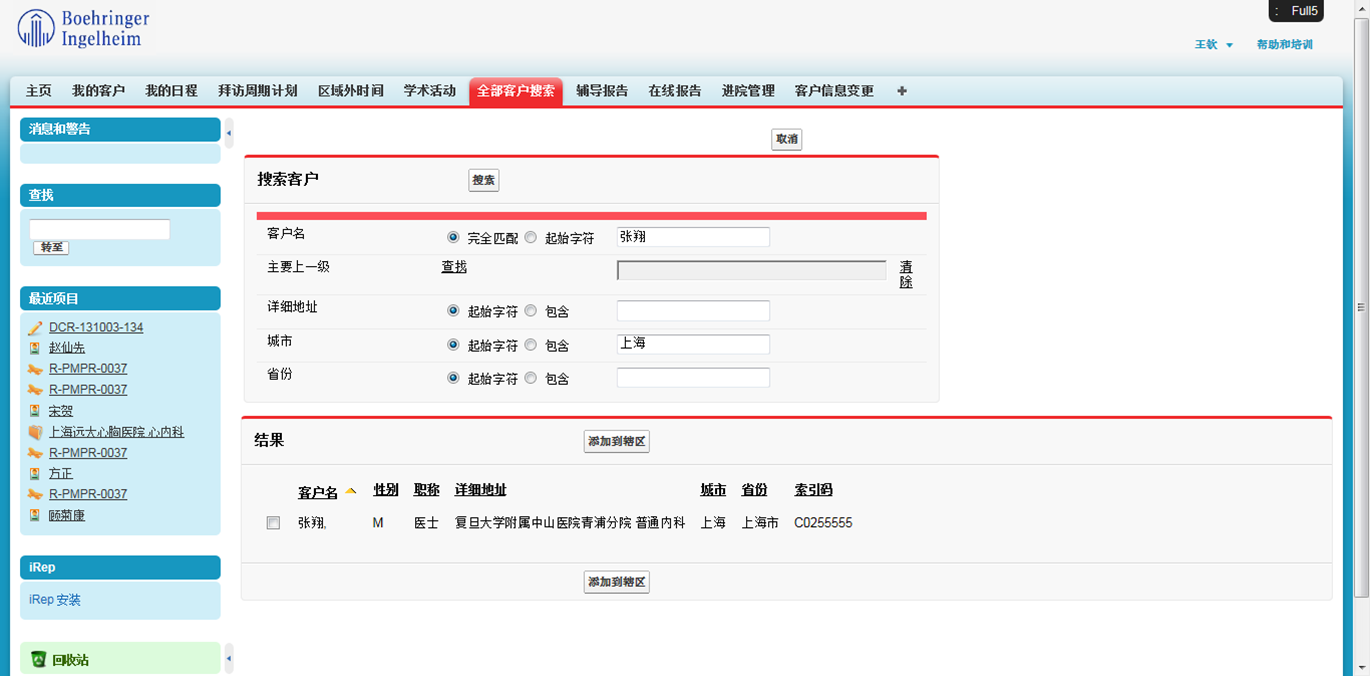 Boehringer
Ingelheim
: Full5
王钦 帮助和培训
主页 我的客户 我的日程 拜访周期计划 区域外时间 学术活动 全部客户搜索 辅导报告 在线报告 进院管理 客户信息变更 +
消息和警告
查找
转至
最近项目
DCR-131003-134
赵仙先
R-PMPR-0037
R-PMPR-0037
宋贺
上海远大心胸医院 心内科
R-PMPR-0037
方正
R-PMPR-0037
顾菊康
iRep
iRep 安装
回收站
取消
搜索客户 搜索
客户名 完全匹配 起始字符 张翔
主要上一级 查找 清除
详细地址 起始字符 包含
城市 起始字符 包含 上海
省份 起始字符 包含
结果 添加到辖区
客户名 性别 职称 详细地址 城市 省份 索引码
张翔, M 医士 复旦大学附属中山医院青浦分院 普通内科 上海 上海市 C0255555
添加到辖区